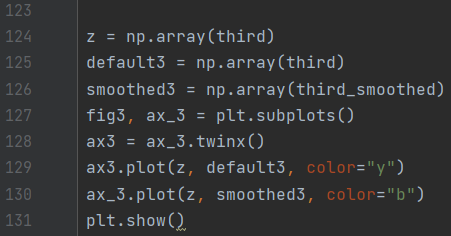 123
124 z = np.array(third)
125 default3 = np.array(third)
126 smoothed3 = np.array(third_smoothed)
127 fig3, ax_3 = plt.subplots()
128 ax3 = ax_3.twinx()
129 ax3.plot(z, default3, color="y")
130 ax_3.plot(z, smoothed3, color="b")
131 plt.show()